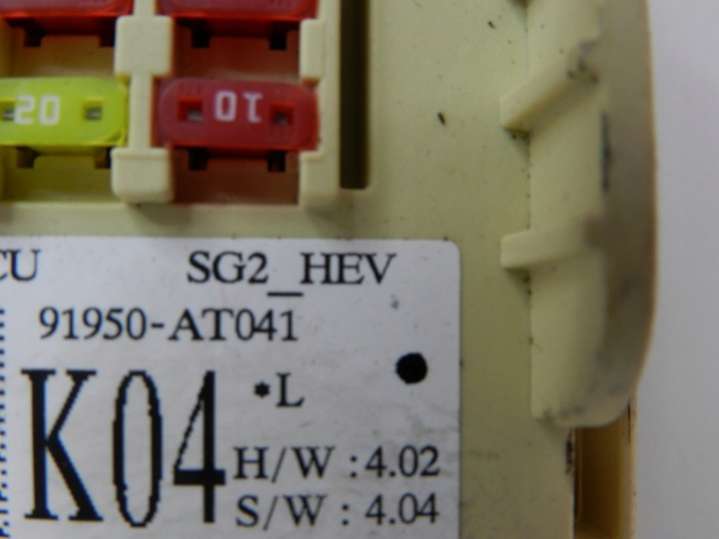 20 10
CU SG2_HEV
91950-AT041
K04 *L
H/W : 4.02
S/W : 4.04